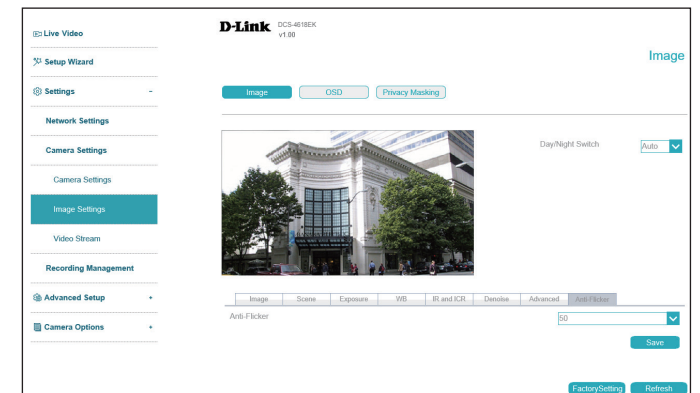 D-Link DCS-4618EK
v1.00
Live Video
Setup Wizard
Settings -
Network Settings
Camera Settings
Camera Settings
Image Settings
Video Stream
Recording Management
Advanced Setup +
Camera Options +
Image
Image OSD Privacy Masking
Day/Night Switch Auto
Image Scene Exposure WB IR and ICR Denoise Advanced Anti-Flicker
Anti-Flicker 50
Save
FactorySetting Refresh